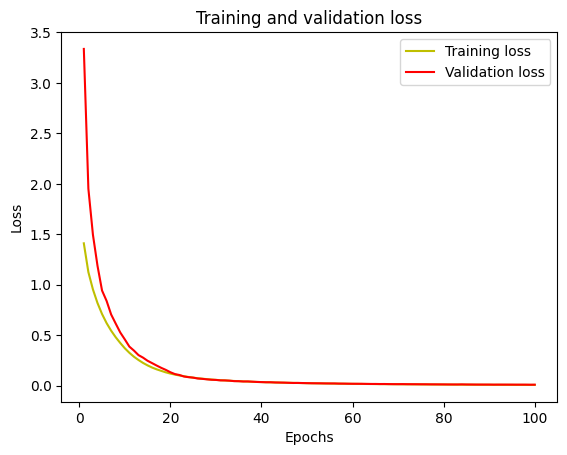 Training and validation loss
Training loss
Validation loss
Loss
3.5
3.0
2.5
2.0
1.5
1.0
0.5
0.0
0 20 40 60 80 100
Epochs